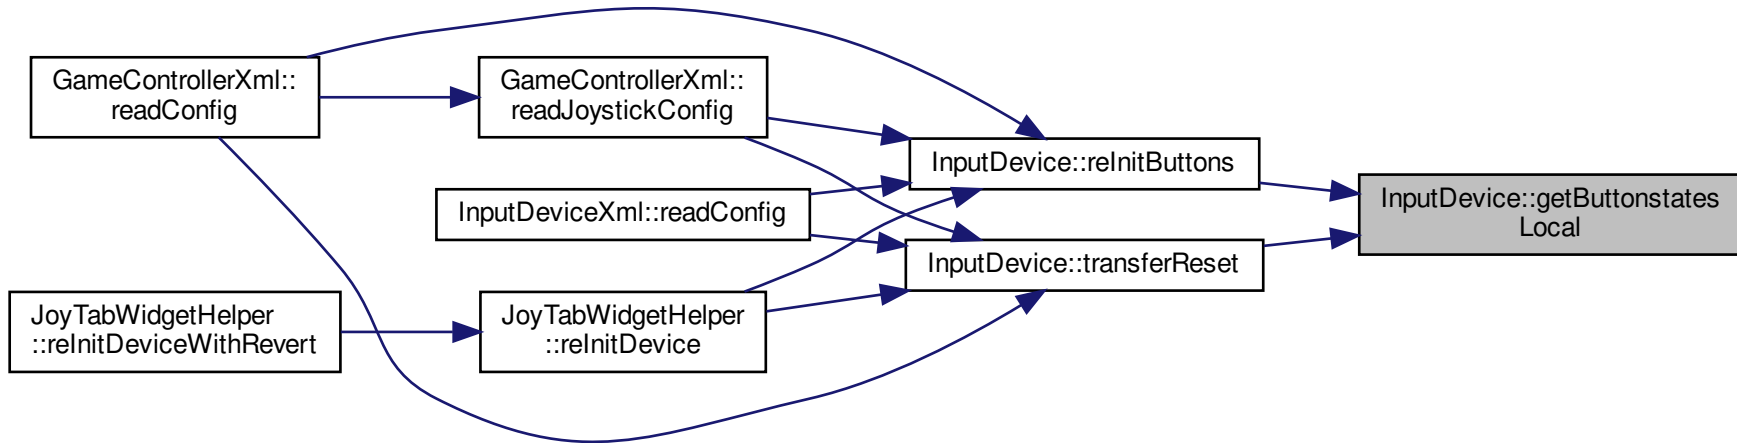 GameControllerXml::
readConfig
GameControllerXml::
readJoystickConfig
InputDevice::reInitButtons
InputDeviceXml::readConfig
InputDevice::getButtonstates
Local
InputDevice::transferReset
JoyTabWidgetHelper
::reInitDeviceWithRevert
JoyTabWidgetHelper
::reInitDevice